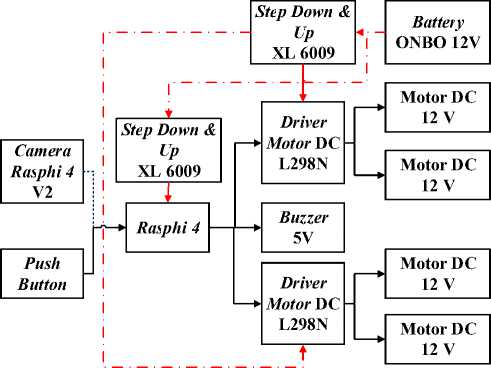 Step Down &
Up
XL 6009
Battery
ONBO 12V
Step Down &
Up
XL 6009
Driver
Motor DC
L298N
Motor DC
12 V
Motor DC
12 V
Camera
Rasphi 4
V2
Rasphi 4
Buzzer
5V
Push
Button
Driver
Motor DC
L298N
Motor DC
12 V
Motor DC
12 V